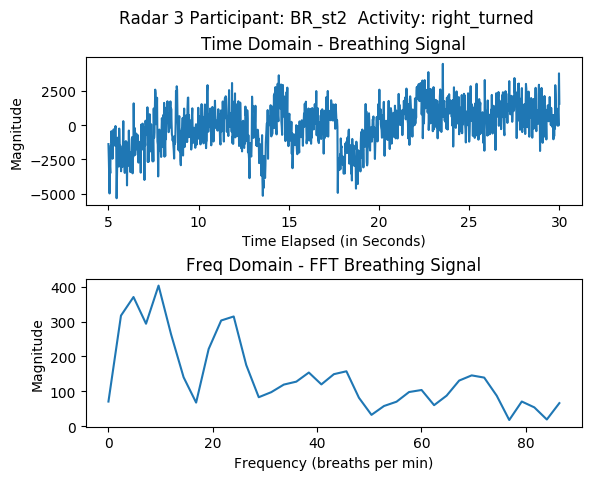 Radar 3 Participant: BR_st2  Activity: right_turned
Time Domain - Breathing Signal
Magnitude
2500
0
−2500
−5000
5 10 15 20 25 30
Time Elapsed (in Seconds)
Freq Domain - FFT Breathing Signal
Magnitude
400
300
200
100
0
0 20 40 60 80
Frequency (breaths per min)